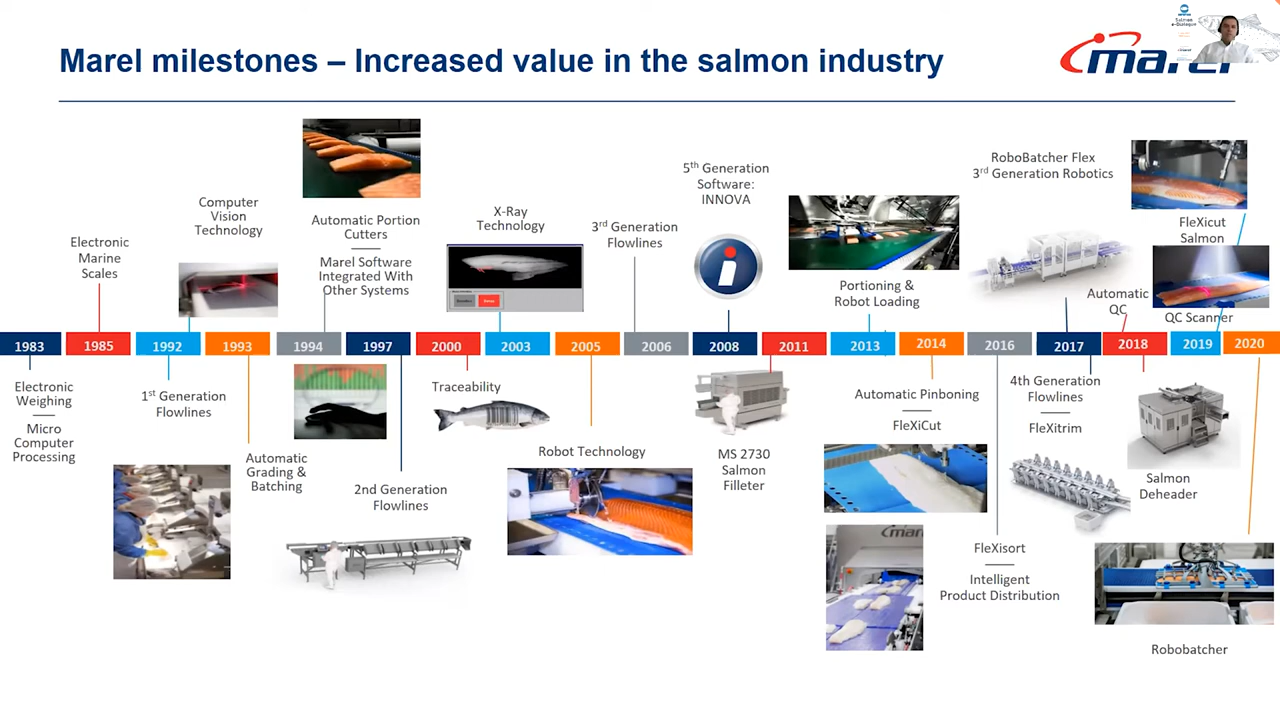 Marel milestones – Increased value in the salmon industry
marel
Salmon
Computer
Vision
Technology
Electronic
Marine
Scales
Automatic Portion
Cutters
Marel Software
Integrated With
Other Systems
X-Ray
Technology
3rd Generation
Flowlines
5th Generation
Software:
INNOVA
i
Portioning &
Robot Loading
RoboBatcher Flex
3rd Generation Robotics
FleXicut
Salmon
Automatic
QC
QC Scanner
1983
1985
1992
1993
1994
1997
2000
2003
2005
2006
2008
2011
2013
2014
2016
2017
2018
2019
2020
Electronic
Weighing
Micro
Computer
Processing
1st Generation
Flowlines
Automatic
Grading &
Batching
2nd Generation
Flowlines
Traceability
Robot Technology
MS 2730
Salmon
Filleter
Automatic Pinboning
FleXiCut
marel
FleXisort
Intelligent
Product Distribution
4th Generation
Flowlines
FleXitrim
Salmon
Deheader
Robobatcher